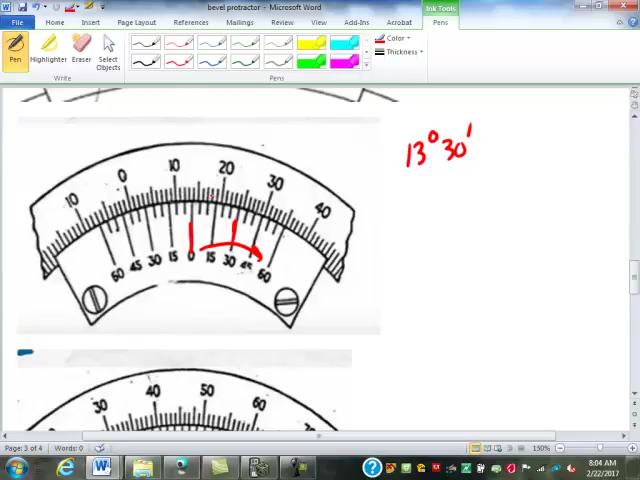 bevel protractor - Microsoft Word
Ink Tools
File Home Insert Page Layout References Mailings Review View Add-Ins Acrobat Pens
Pen Highlighter Eraser Select Objects
Color
Thickness
Write Pens
13° 30'
10 0 10 20 30 40
60 45 30 15 0 15 30 45 60
30 40 50 60
Page: 3 of 4 Words: 0 150%
8:04 AM
2/22/2017